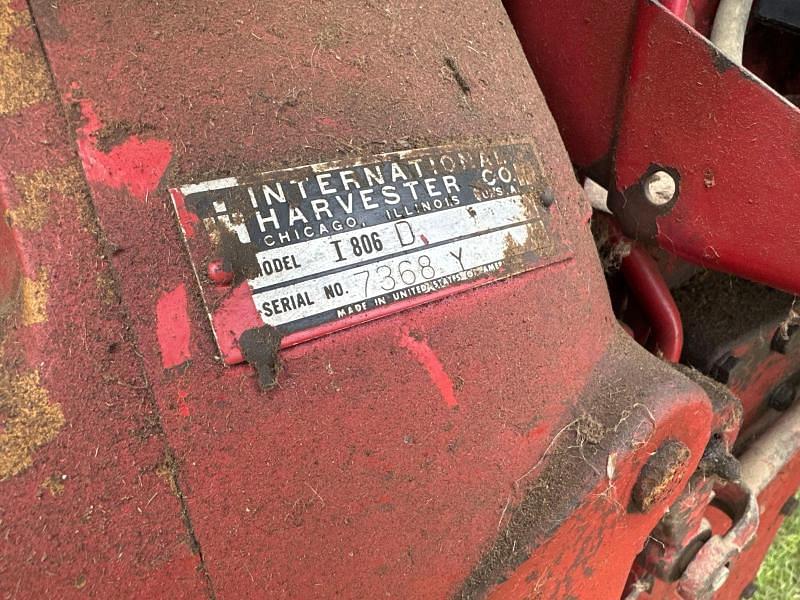 INTERNATIONAL
HARVESTER CO.
CHICAGO, ILLINOIS U.S.A.
MODEL I 806 D
SERIAL NO. 7368 Y
MADE IN UNITED STATES OF AMERICA